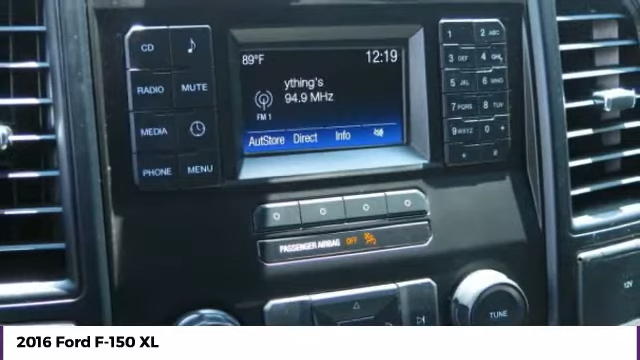 CD
RADIO
MUTE
MEDIA
PHONE
MENU
89°F
12:19
ything's
94.9 MHz
FM 1
AutStore Direct Info
1
2 ABC
3 DEF
4 GHI
5 JKL
6 MNO
7 PQRS
8 TUV
9 WXYZ
0 +
*
#
PASSENGER AIRBAG OFF
TUNE
12V
2016 Ford F-150 XL